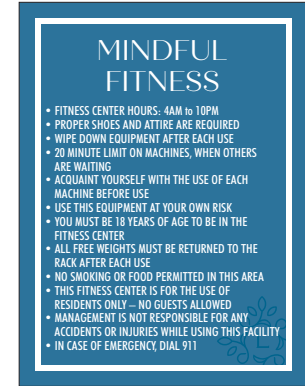 MINDFUL
FITNESS
• FITNESS CENTER HOURS: 4AM to 10PM
• PROPER SHOES AND ATTIRE ARE REQUIRED
• WIPE DOWN EQUIPMENT AFTER EACH USE
• 20 MINUTE LIMIT ON MACHINES, WHEN OTHERS
ARE WAITING
• ACQUAINT YOURSELF WITH THE USE OF EACH
MACHINE BEFORE USE
• USE THIS EQUIPMENT AT YOUR OWN RISK
• YOU MUST BE 18 YEARS OF AGE TO BE IN THE
FITNESS CENTER
• ALL FREE WEIGHTS MUST BE RETURNED TO THE
RACK AFTER EACH USE
• NO SMOKING OR FOOD PERMITTED IN THIS AREA
• THIS FITNESS CENTER IS FOR THE USE OF
RESIDENTS ONLY – NO GUESTS ALLOWED
• MANAGEMENT IS NOT RESPONSIBLE FOR ANY
ACCIDENTS OR INJURIES WHILE USING THIS FACILITY
• IN CASE OF EMERGENCY, DIAL 911